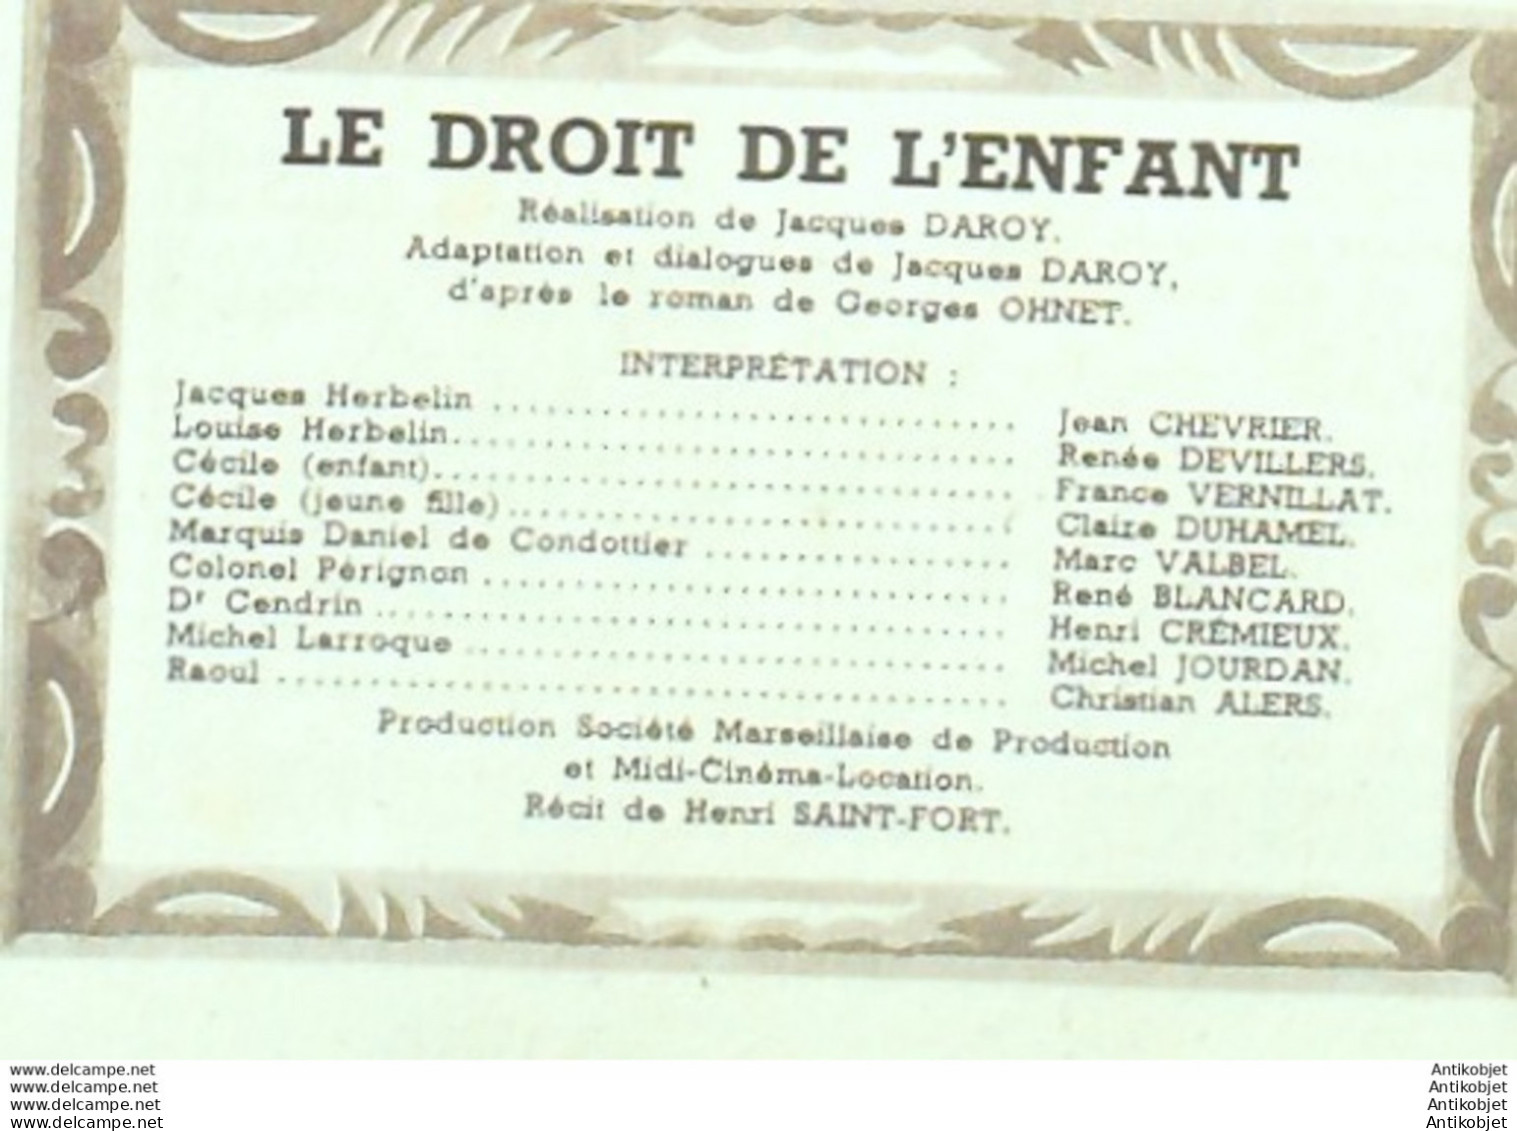 LE DROIT DE L'ENFANT
Réalisation de Jacques DAROY.
Adaptation et dialogues de Jacques DAROY,
d'après le roman de Georges OHNET.
INTERPRÉTATION :
Jacques Herbelin .............................. Jean CHEVRIER.
Louise Herbelin.............................. Renée DEVILLERS.
Cécile (enfant).............................. France VERNILLAT.
Cécile (jeune fille).............................. Claire DUHAMEL.
Marquis Daniel de Condottier .................. Marc VALBEL.
Colonel Pérignon .............................. René BLANCARD.
Dr Cendrin .............................. Henri CRÉMIEUX.
Michel Larroque .............................. Michel JOURDAN.
Raoul .............................. Christian ALERS.
Production Société Marseillaise de Production
et Midi-Cinéma-Location.
Récit de Henri SAINT-FORT.
www.delcampe.net Antikobjet
www.delcampe.net Antikobjet
www.delcampe.net Antikobjet
www.delcampe.net Antikobjet